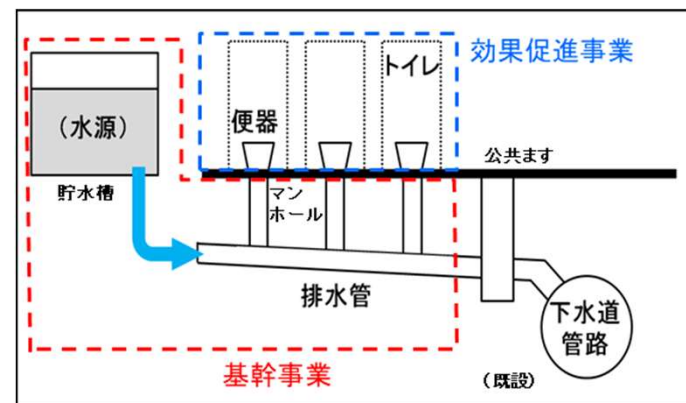 効果促進事業
トイレ
(水源)
便器
公共ます
貯水槽
マン
ホール
排水管
下水道
管路
基幹事業
(既設)